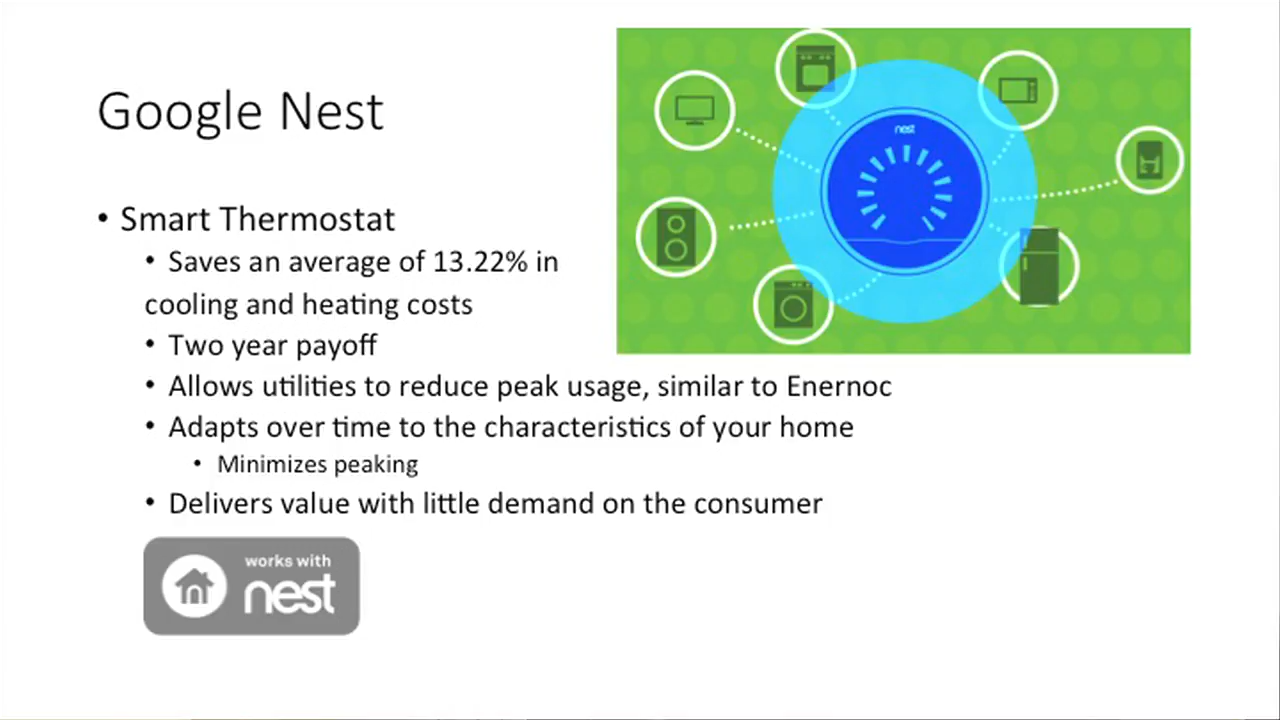 Google Nest
nest
• Smart Thermostat
• Saves an average of 13.22% in
cooling and heating costs
• Two year payoff
• Allows utilities to reduce peak usage, similar to Enernoc
• Adapts over time to the characteristics of your home
• Minimizes peaking
• Delivers value with little demand on the consumer
works with
nest